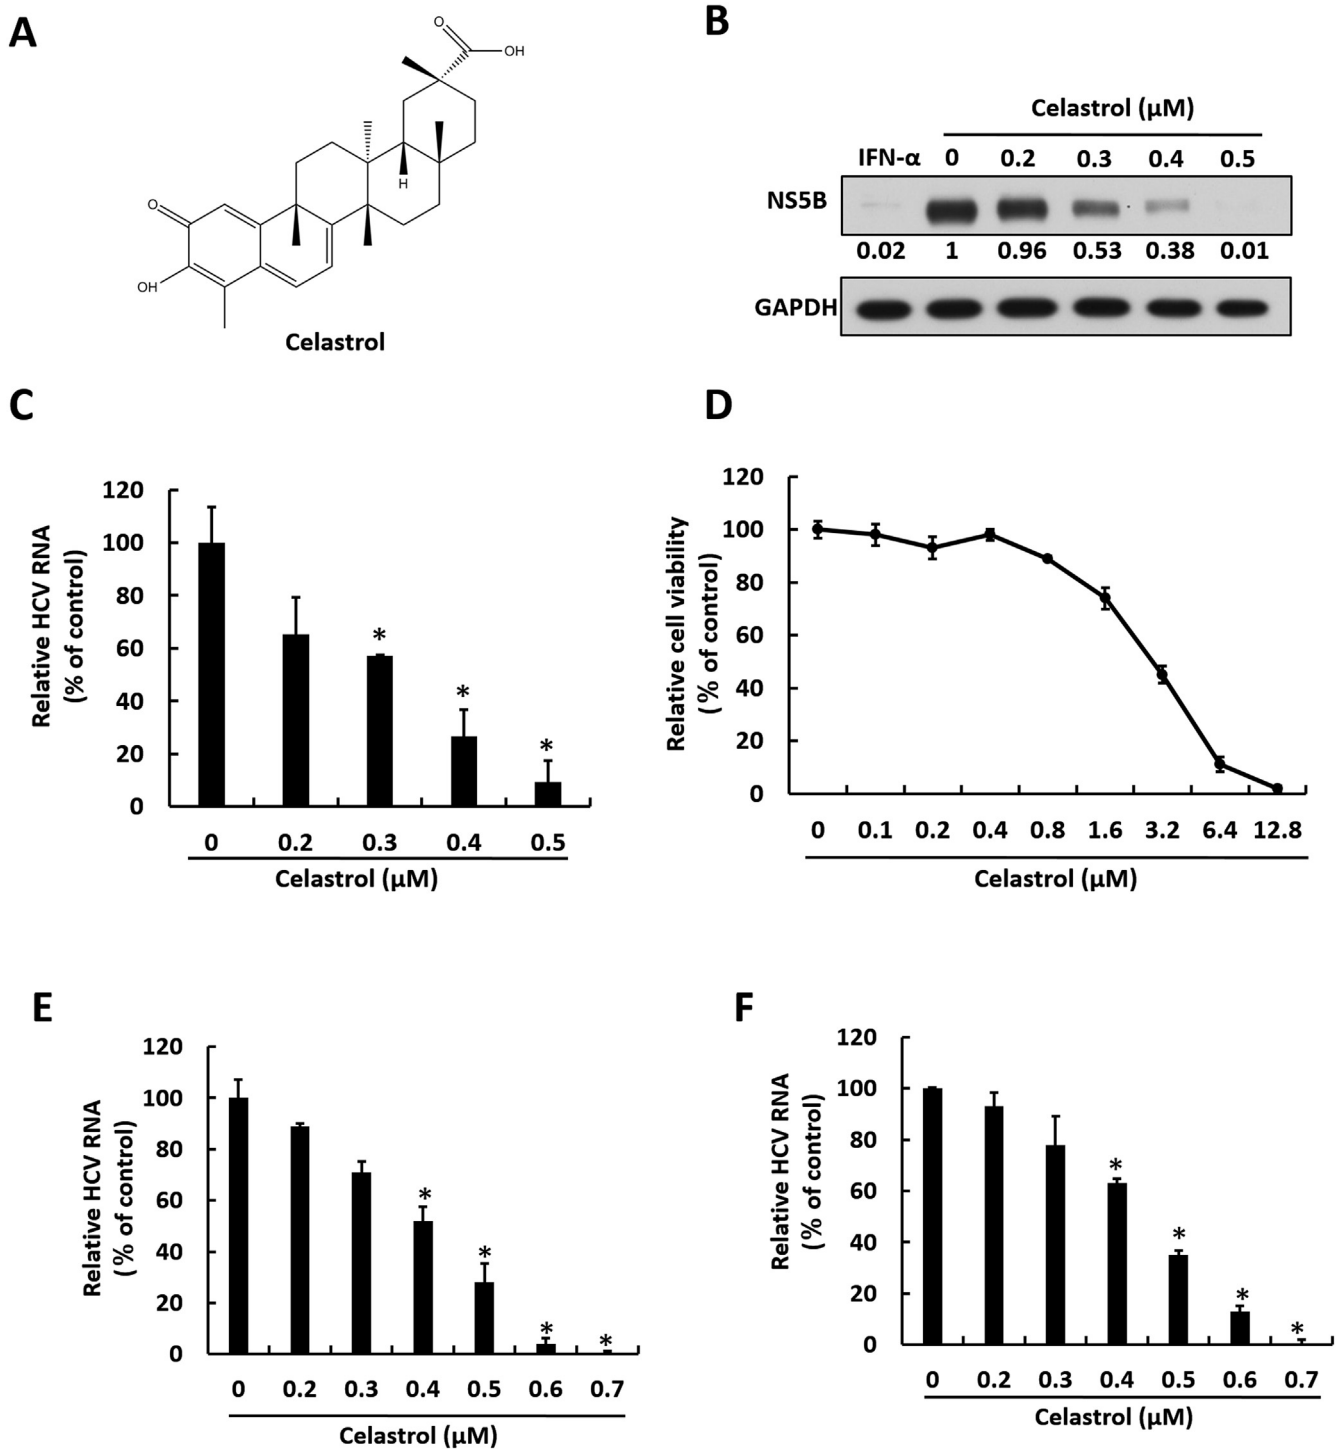 A
O
OH
H
O
OH
Celastrol
B
Celastrol (µM)
IFN-α 0 0.2 0.3 0.4 0.5
NS5B
0.02 1 0.96 0.53 0.38 0.01
GAPDH
C
Relative HCV RNA
(% of control)
120
100
80
60
40
20
0
* * *
0 0.2 0.3 0.4 0.5
Celastrol (µM)
D
Relative cell viability
(% of control)
120
100
80
60
40
20
0
0 0.1 0.2 0.4 0.8 1.6 3.2 6.4 12.8
Celastrol (µM)
E
Relative HCV RNA
(% of control)
120
100
80
60
40
20
0
* * * *
0 0.2 0.3 0.4 0.5 0.6 0.7
Celastrol (µM)
F
Relative HCV RNA
(% of control)
120
100
80
60
40
20
0
* * * *
0 0.2 0.3 0.4 0.5 0.6 0.7
Celastrol (µM)